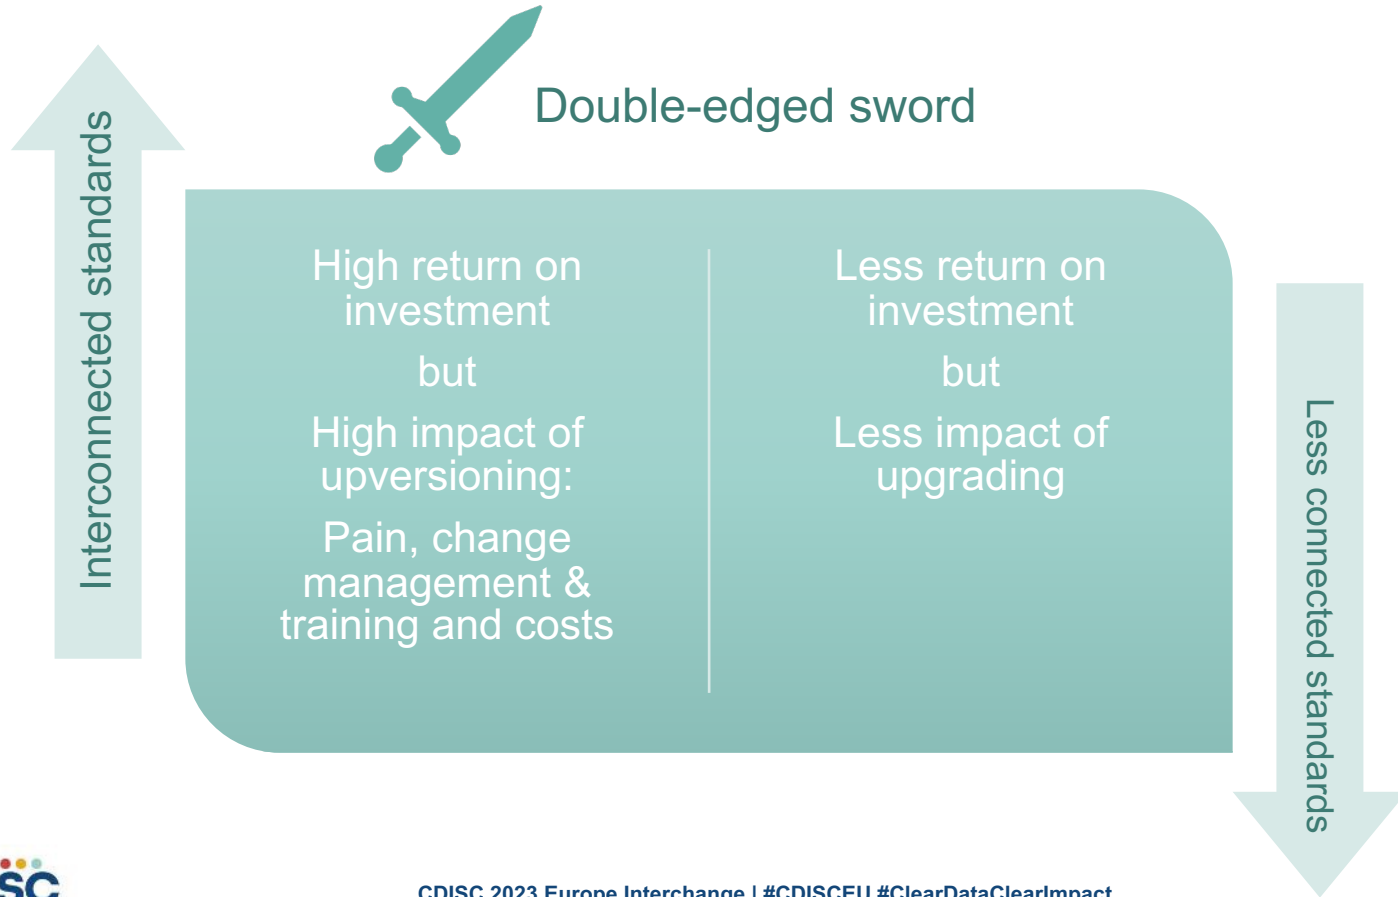 Double-edged sword
Interconnected standards
High return on
investment
but
High impact of
upversioning:
Pain, change
management &
training and costs
Less return on
investment
but
Less impact of
upgrading
Less connected standards
SC
CDISC 2023 Europe Interchange | #CDISCEU #ClearDataClearImpact